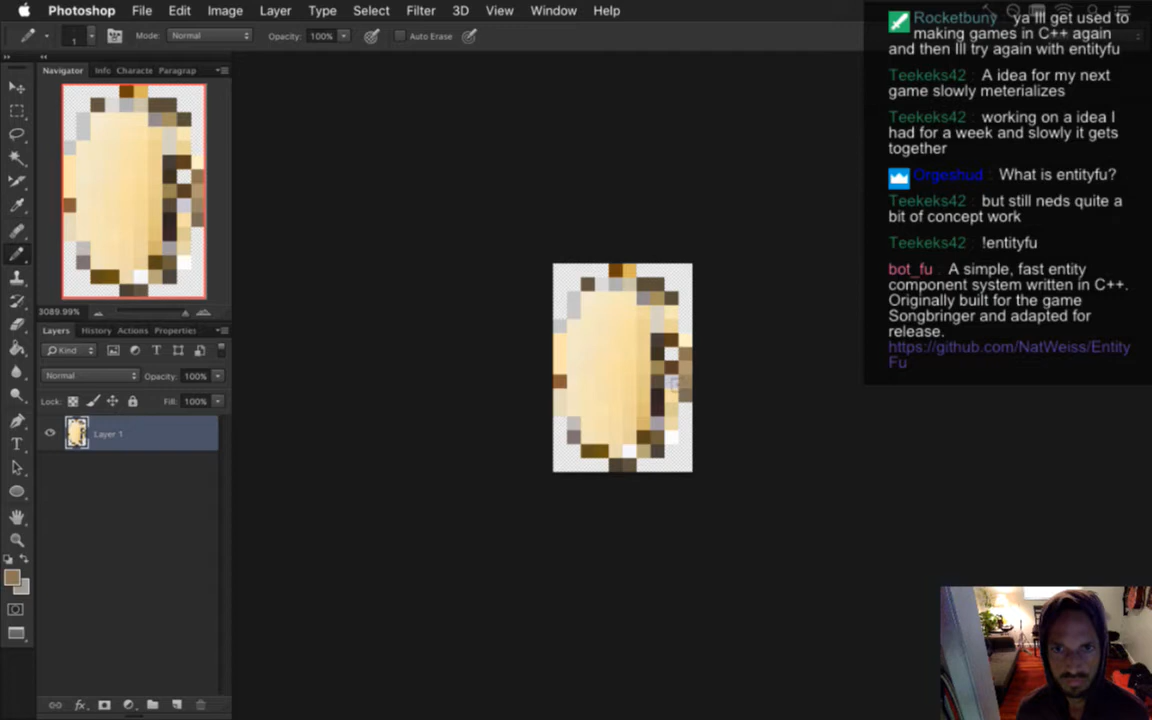 Photoshop File Edit Image Layer Type Select Filter 3D View Window Help
1 Mode: Normal Opacity: 100% Auto Erase
Navigator Info Characte Paragrap
3089.99%
Layers History Actions Properties
Kind
Normal Opacity: 100%
Lock: Fill: 100%
Layer 1
fx
Rocketbuny : ya Ill get used to
making games in C++ again
and then Ill try again with entityfu
Teekeks42 : A idea for my next
game slowly meterializes
Teekeks42 : working on a idea I
had for a week and slowly it gets
together
Orgeshud : What is entityfu?
Teekeks42 : but still neds quite a
bit of concept work
Teekeks42 : !entityfu
bot_fu : A simple, fast entity
component system written in C++.
Originally built for the game
Songbringer and adapted for
release.
https://github.com/NatWeiss/Entity
Fu